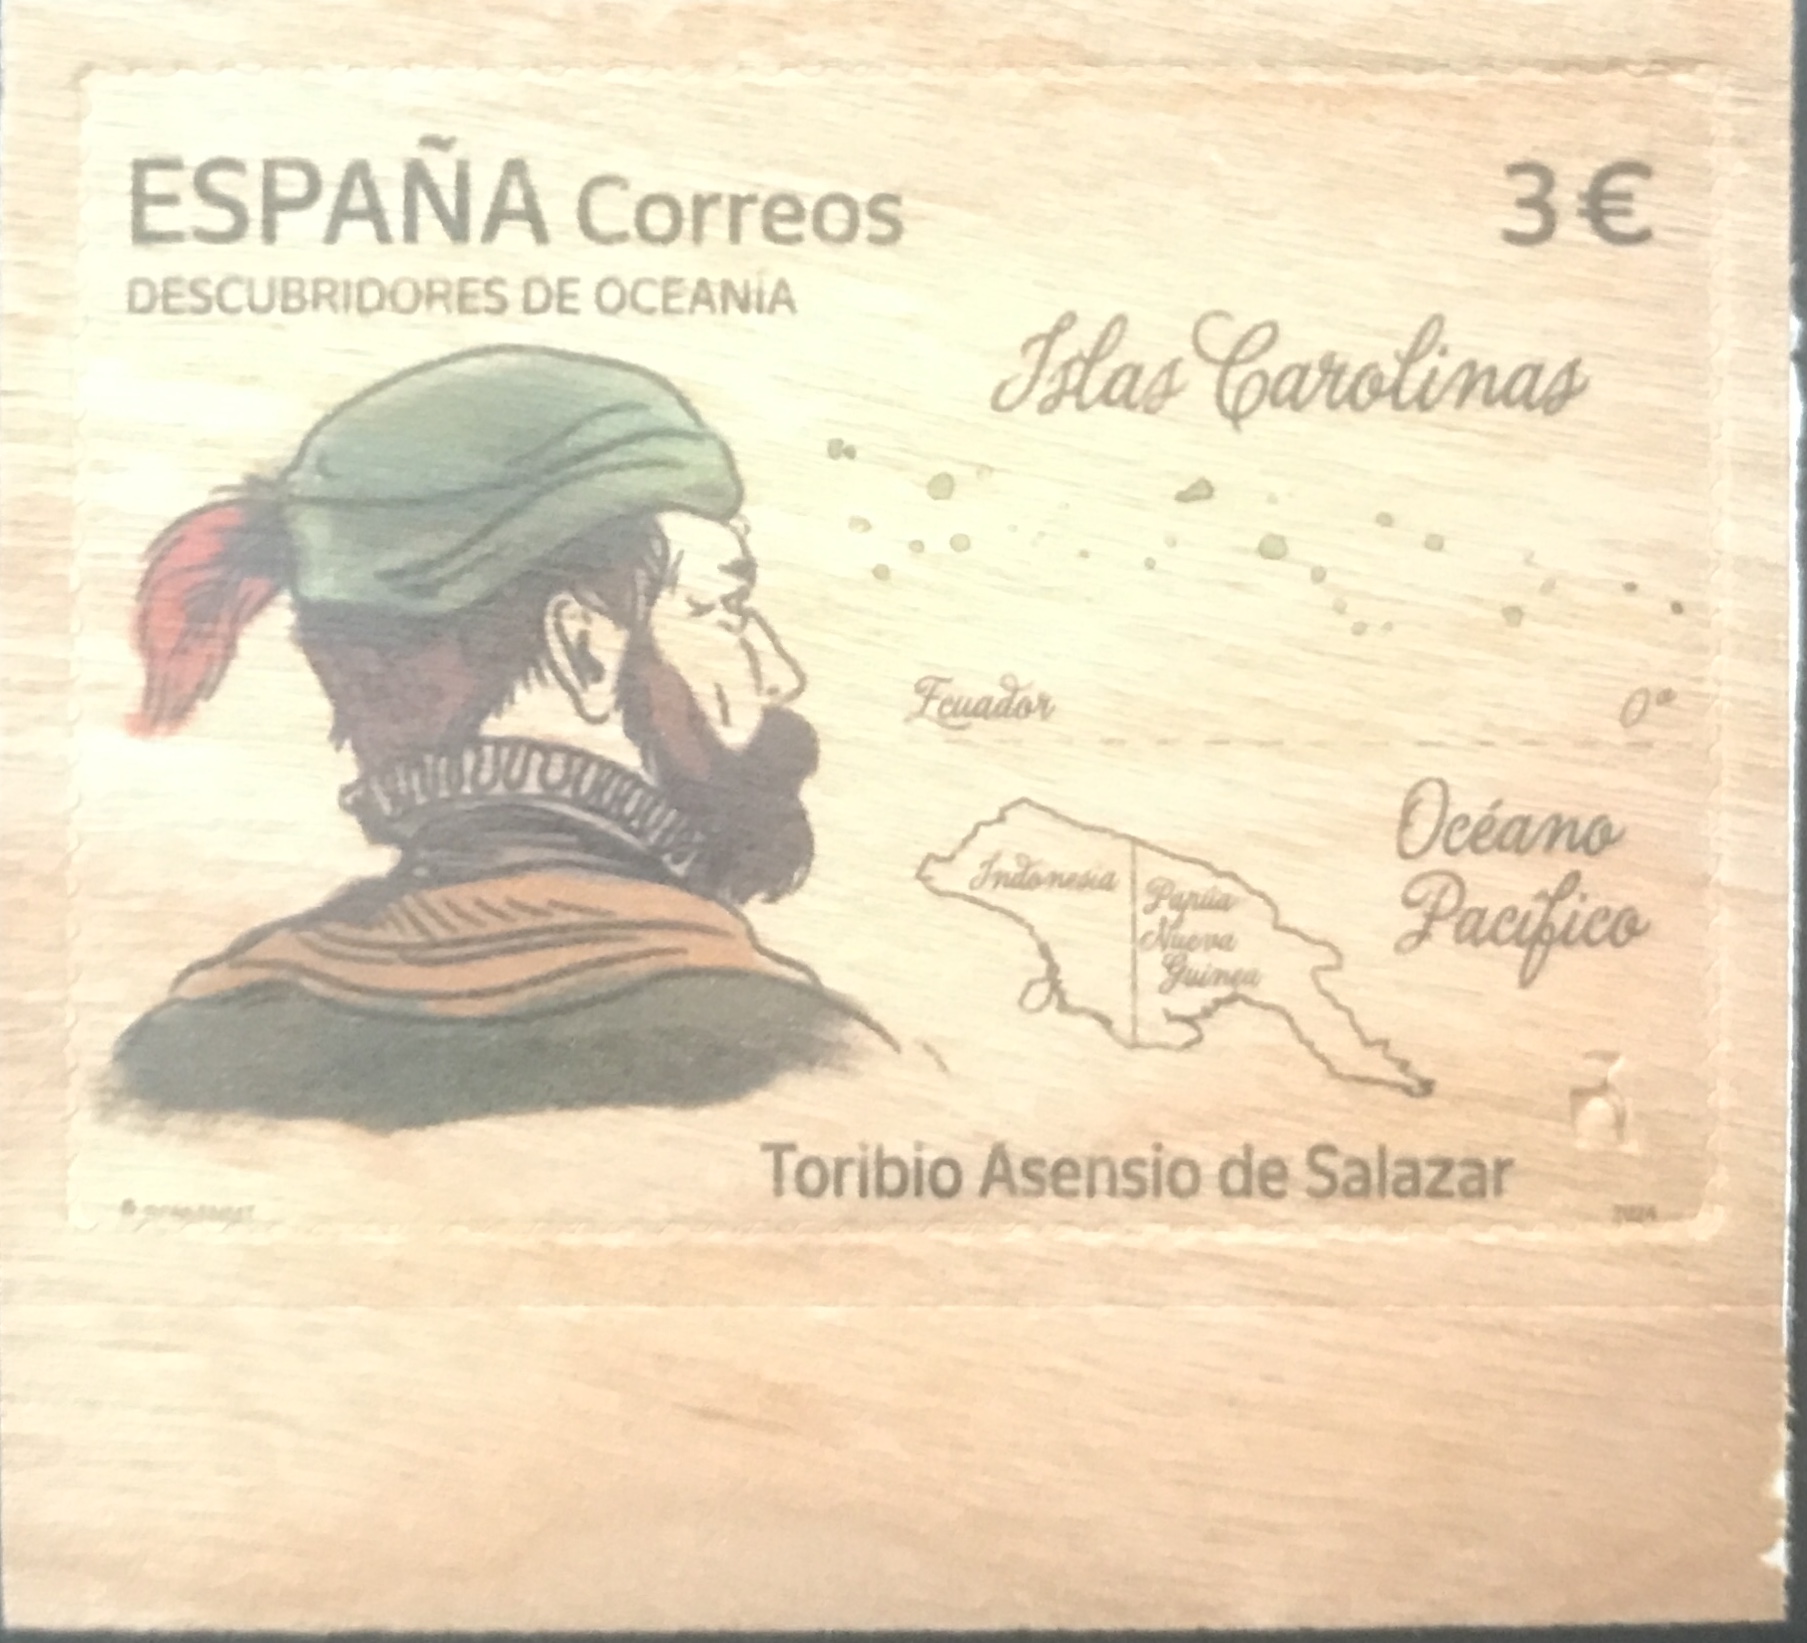 ESPAÑA Correos
3€
DESCUBRIDORES DE OCEANÍA
Islas Carolinas
Ecuador
0º
Océano
Pacífico
Indonesia
Papúa
Nueva
Guinea
Toribio Asensio de Salazar
2024